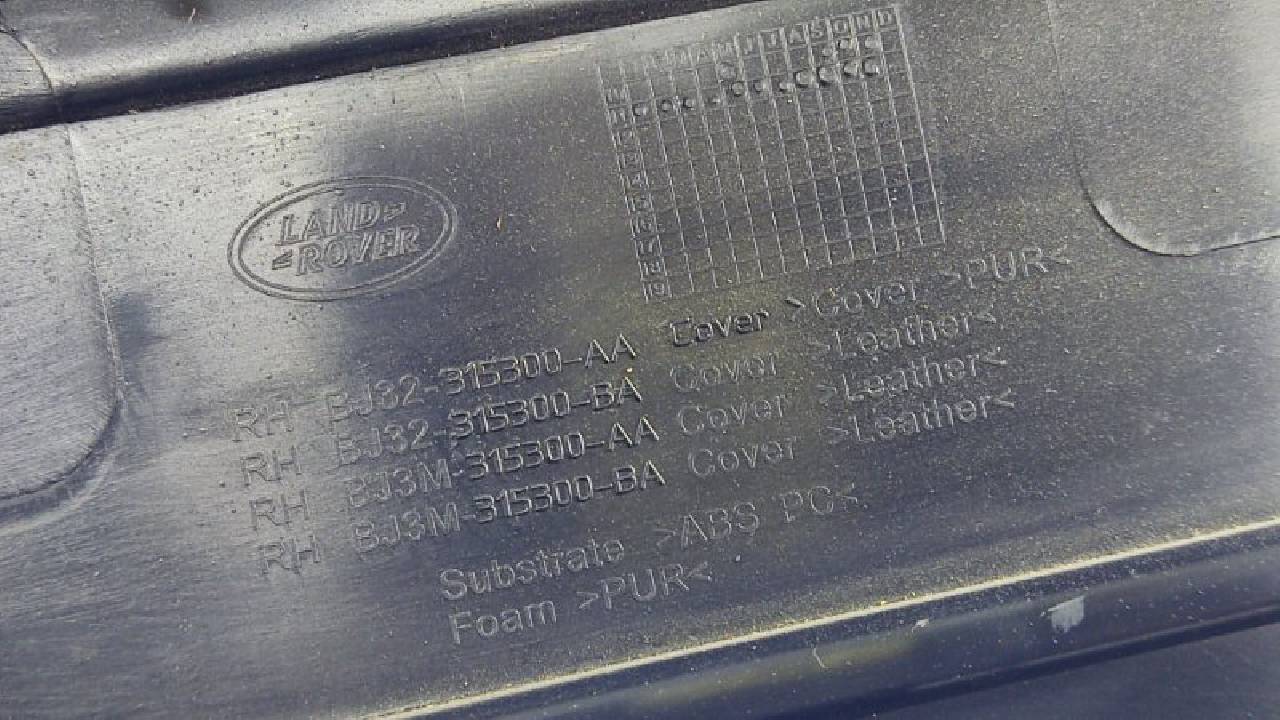 J F M A M J J A S O N D
LAND
ROVER
RH BJ32-315300-AA Cover >Cover >PUR<
RH BJ32-315300-BA Cover >Leather<
RH BJ3M-315300-AA Cover >Leather<
RH BJ3M-315300-BA Cover >Leather<
Substrate >ABS PC<
Foam >PUR<